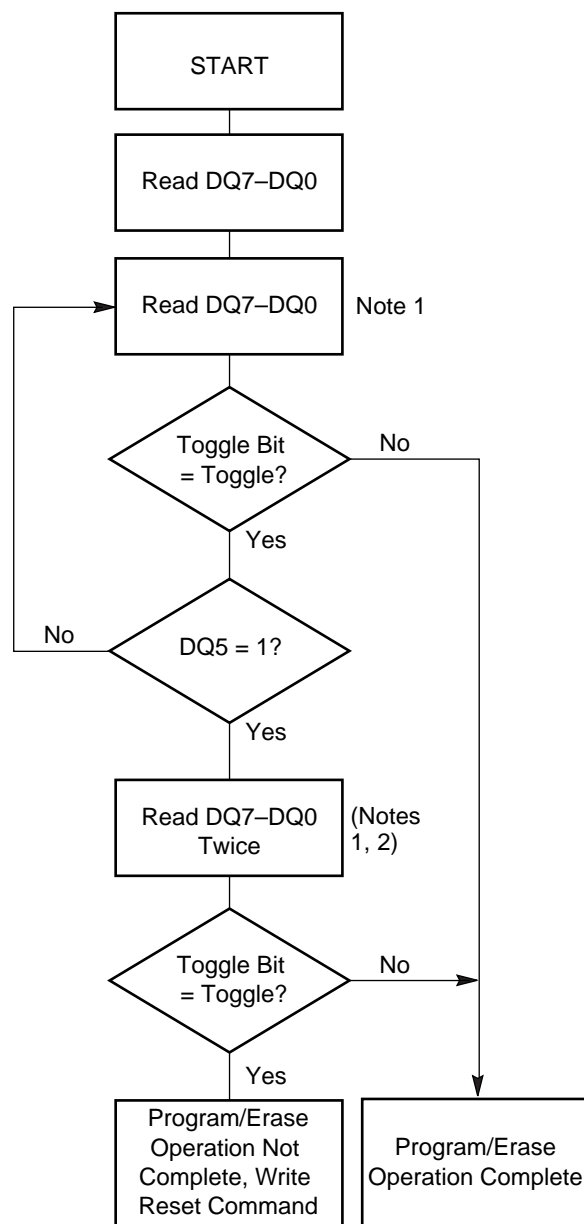 START
Read DQ7–DQ0
Read DQ7–DQ0
Note 1
Toggle Bit
= Toggle?
No
Yes
No
DQ5 = 1?
Yes
Read DQ7–DQ0
Twice
(Notes
1, 2)
Toggle Bit
= Toggle?
No
Yes
Program/Erase
Operation Not
Complete, Write
Reset Command
Program/Erase
Operation Complete